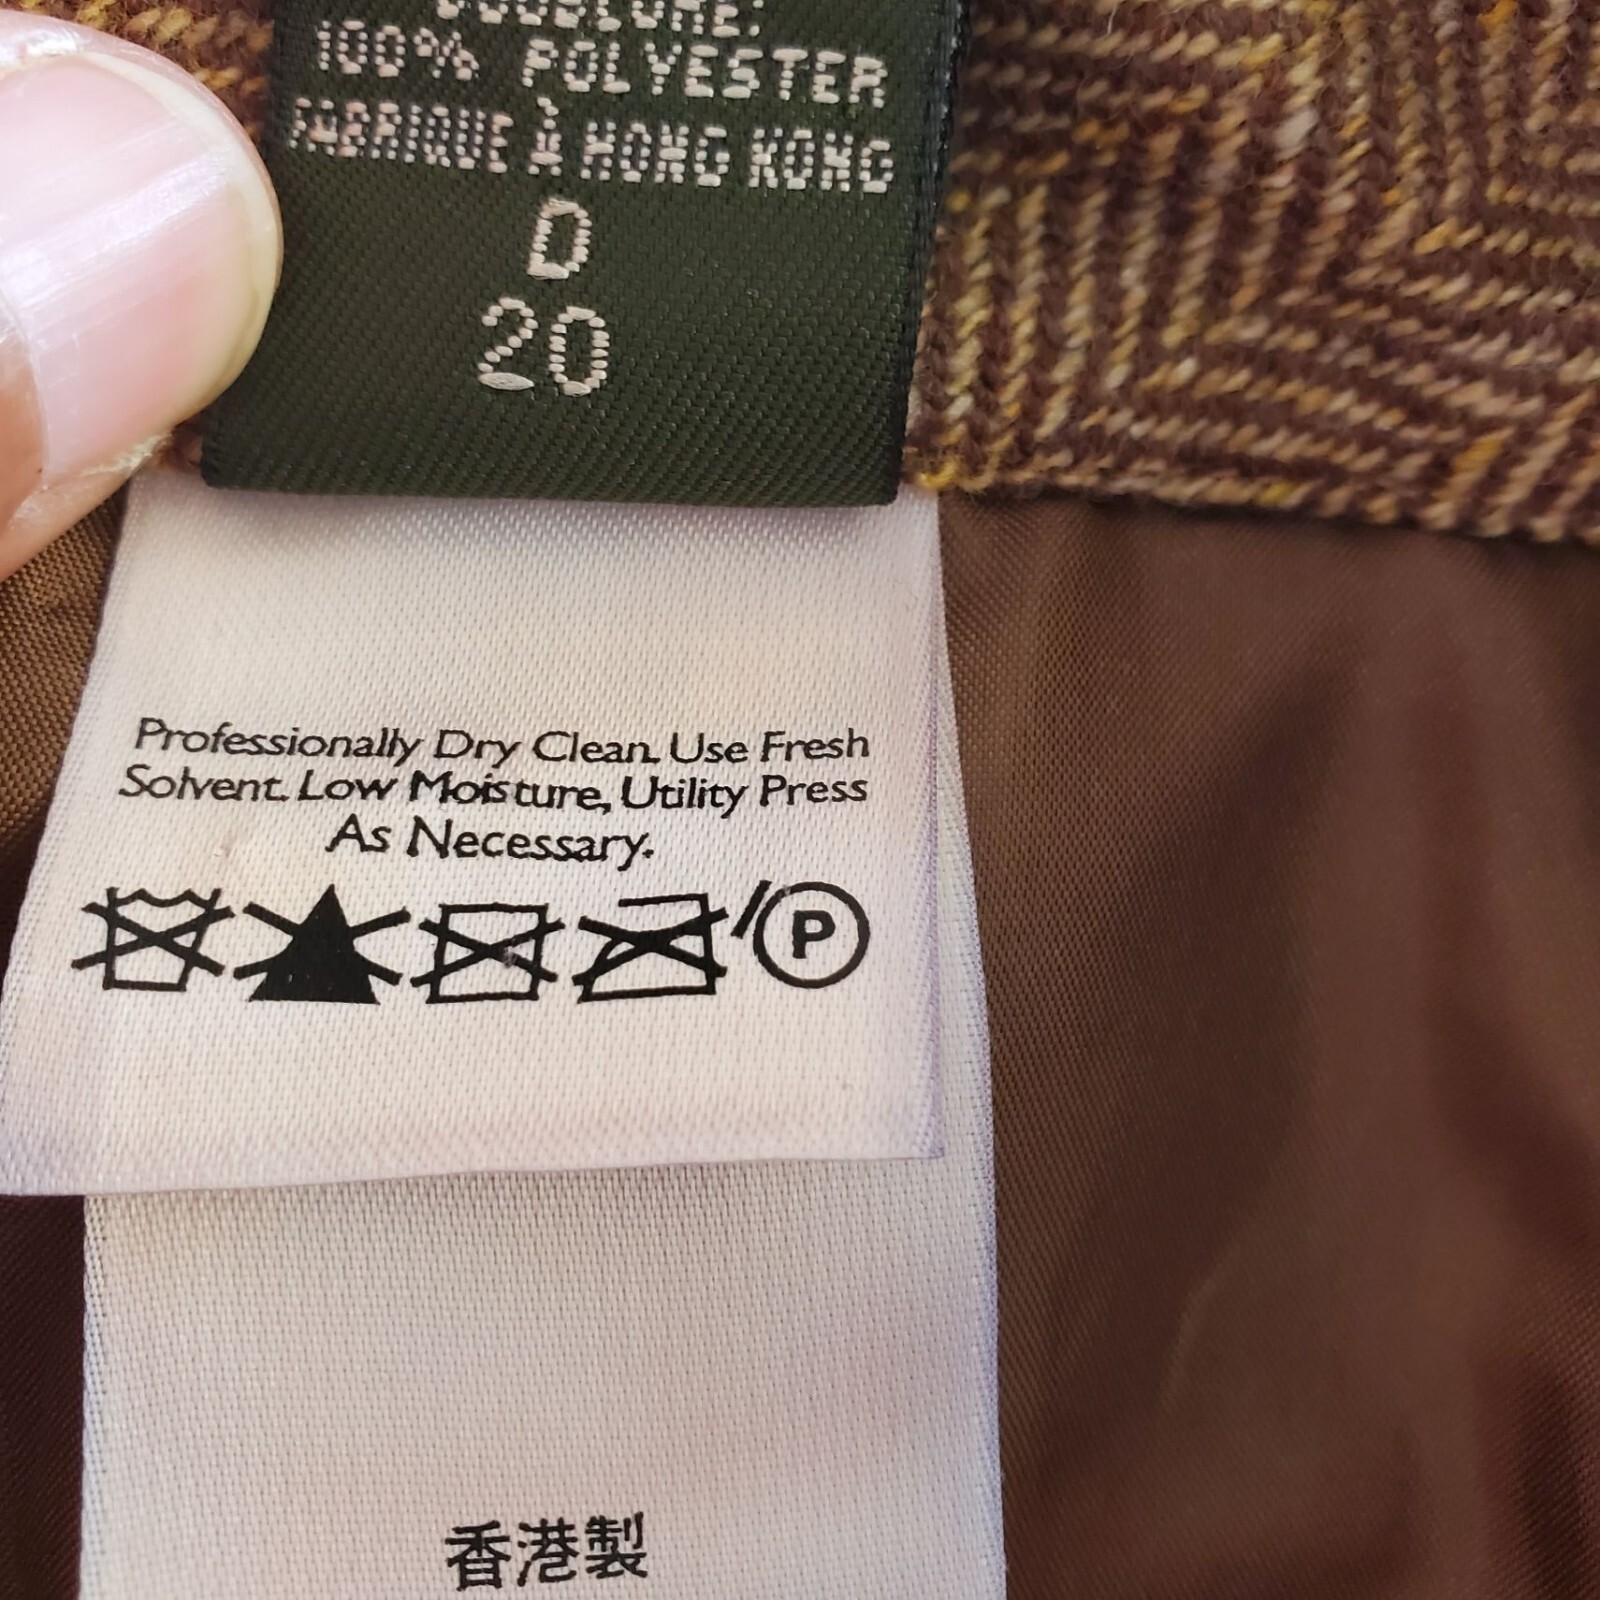 DOUBLURE:
100% POLYESTER
FABRIQUE À HONG KONG
D
20
Professionally Dry Clean. Use Fresh
Solvent. Low Moisture, Utility Press
As Necessary.
P
香港製